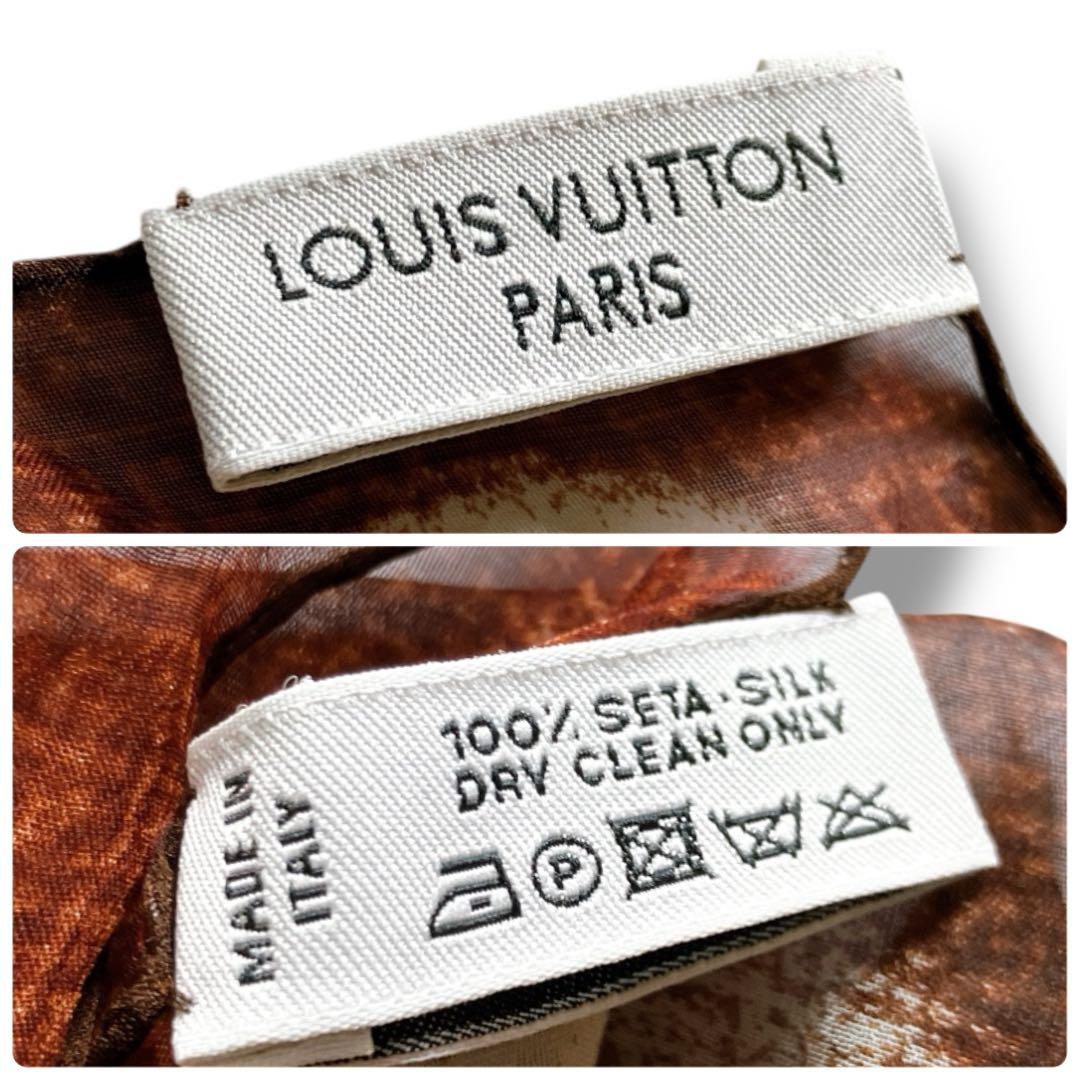 LOUIS VUITTON
PARIS
100% SETA·SILK
DRY CLEAN ONLY
P
MADE IN
ITALY